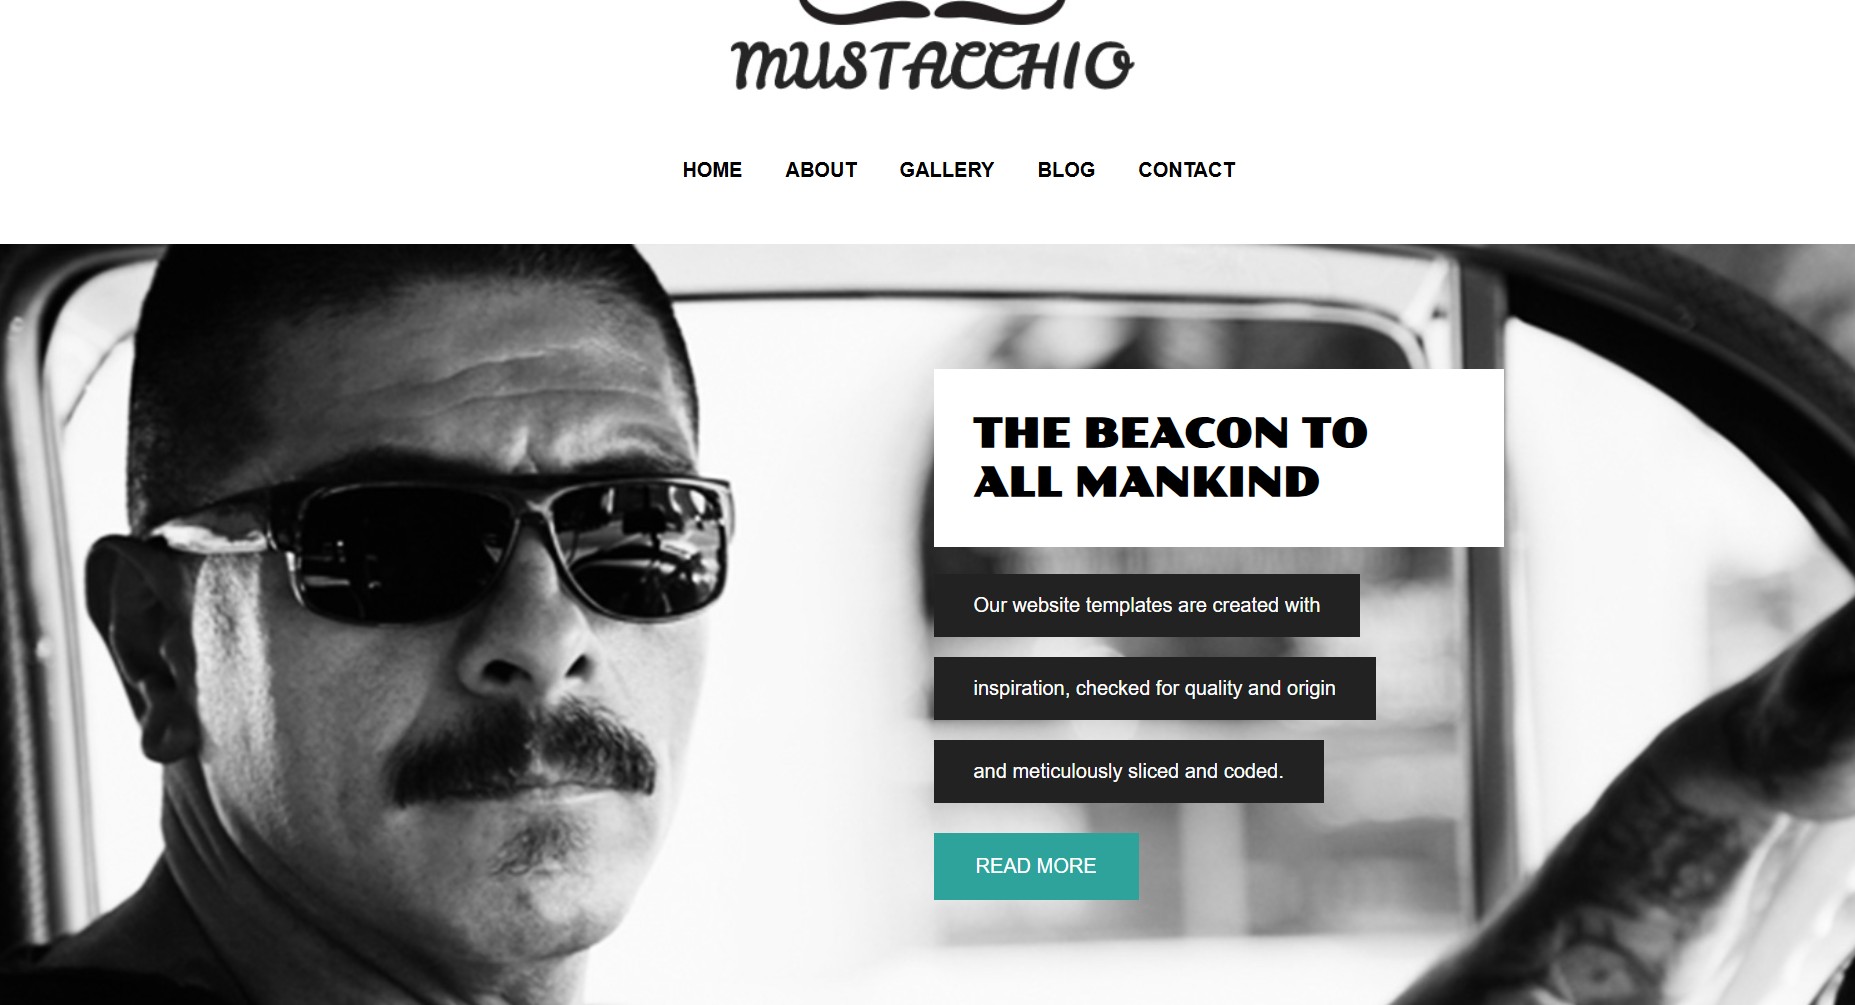 MUSTACCHIO
HOME ABOUT GALLERY BLOG CONTACT
THE BEACON TO
ALL MANKIND
Our website templates are created with
inspiration, checked for quality and origin
and meticulously sliced and coded.
READ MORE